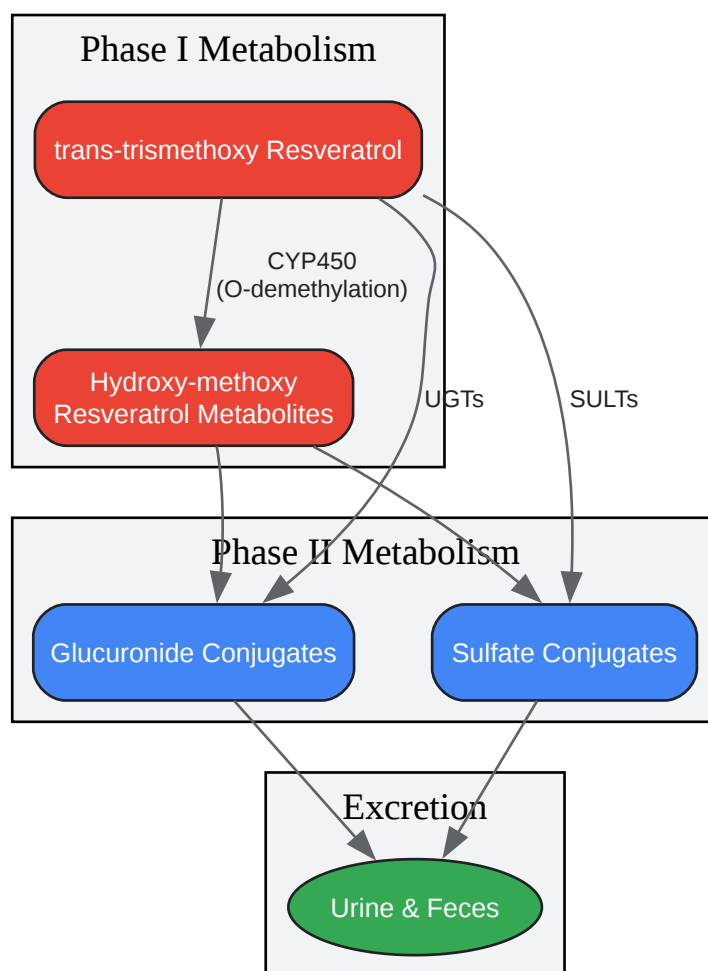 Phase I Metabolism
trans-trismethoxy Resveratrol
CYP450
(O-demethylation)
Hydroxy-methoxy
Resveratrol Metabolites
UGTs
SULTs
Phase II Metabolism
Glucuronide Conjugates
Sulfate Conjugates
Excretion
Urine & Feces